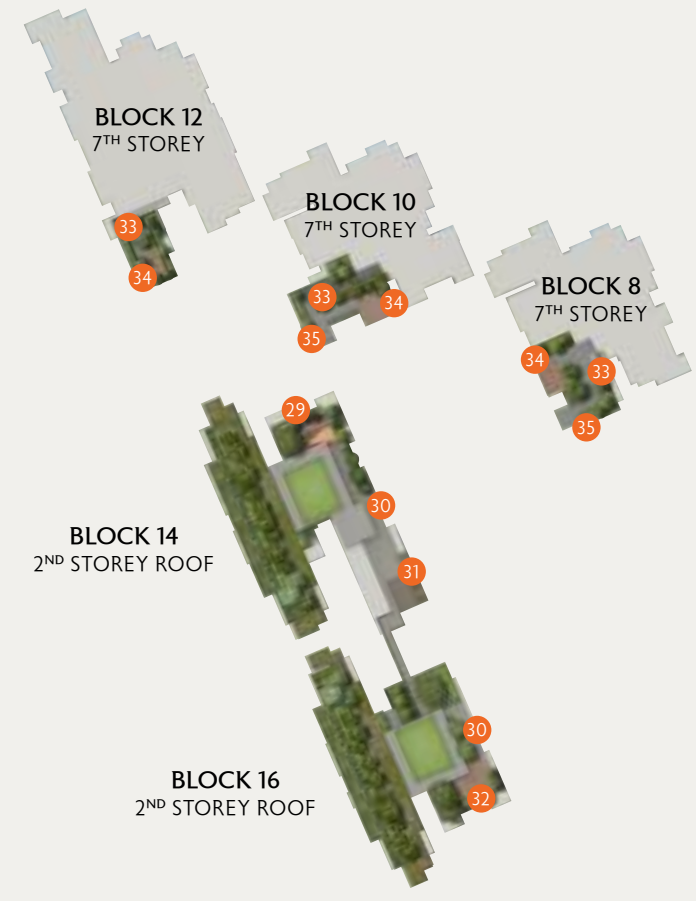 BLOCK 12
7TH STOREY
33
34
BLOCK 10
7TH STOREY
33
34
35
BLOCK 8
7TH STOREY
34
33
35
29
30
31
BLOCK 14
2ND STOREY ROOF
30
32
BLOCK 16
2ND STOREY ROOF